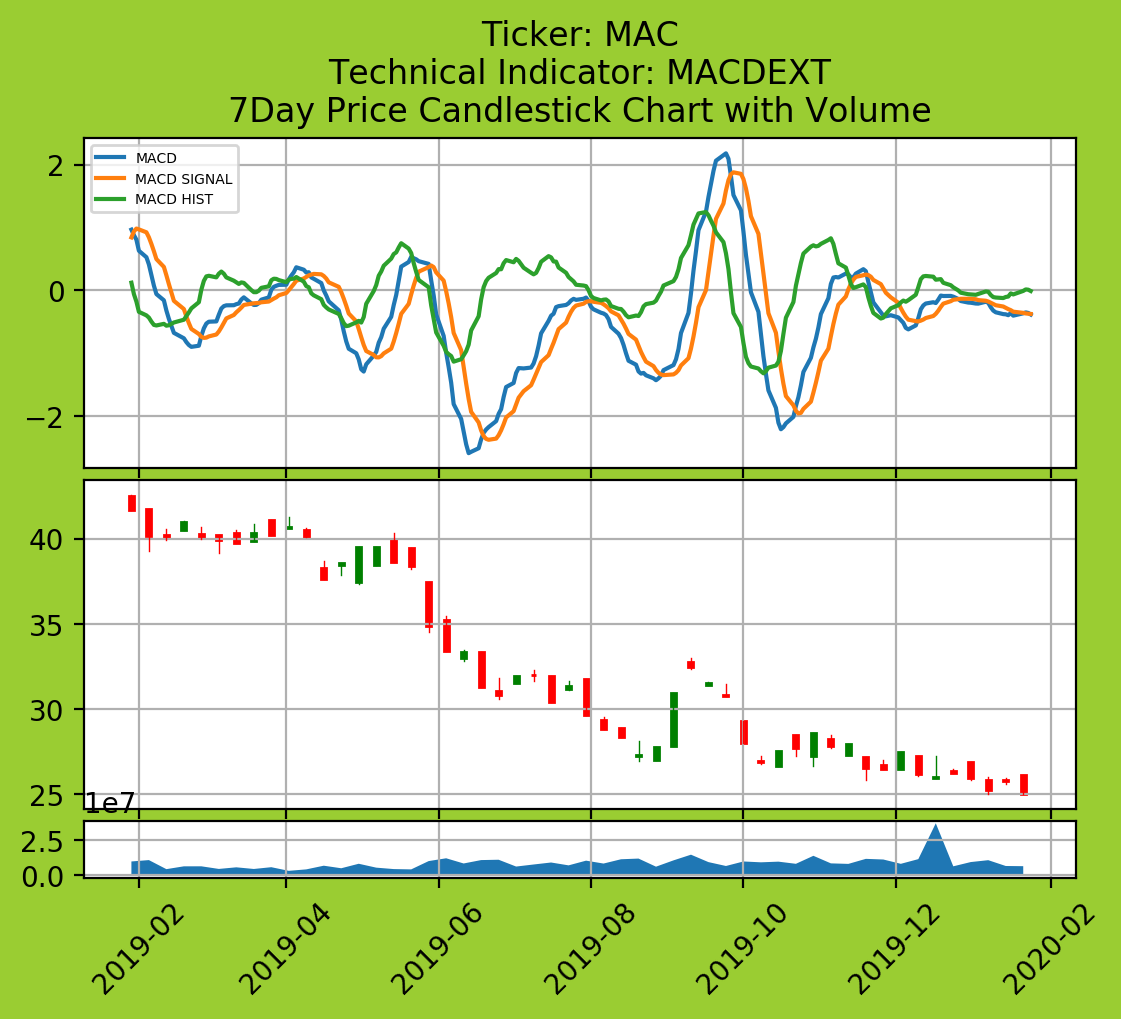 Ticker: MAC
Technical Indicator: MACDEXT
7Day Price Candlestick Chart with Volume
MACD
MACD SIGNAL
MACD HIST
2
0
−2
40
35
30
25
1e7
2.5
0.0
2019-02
2019-04
2019-06
2019-08
2019-10
2019-12
2020-02